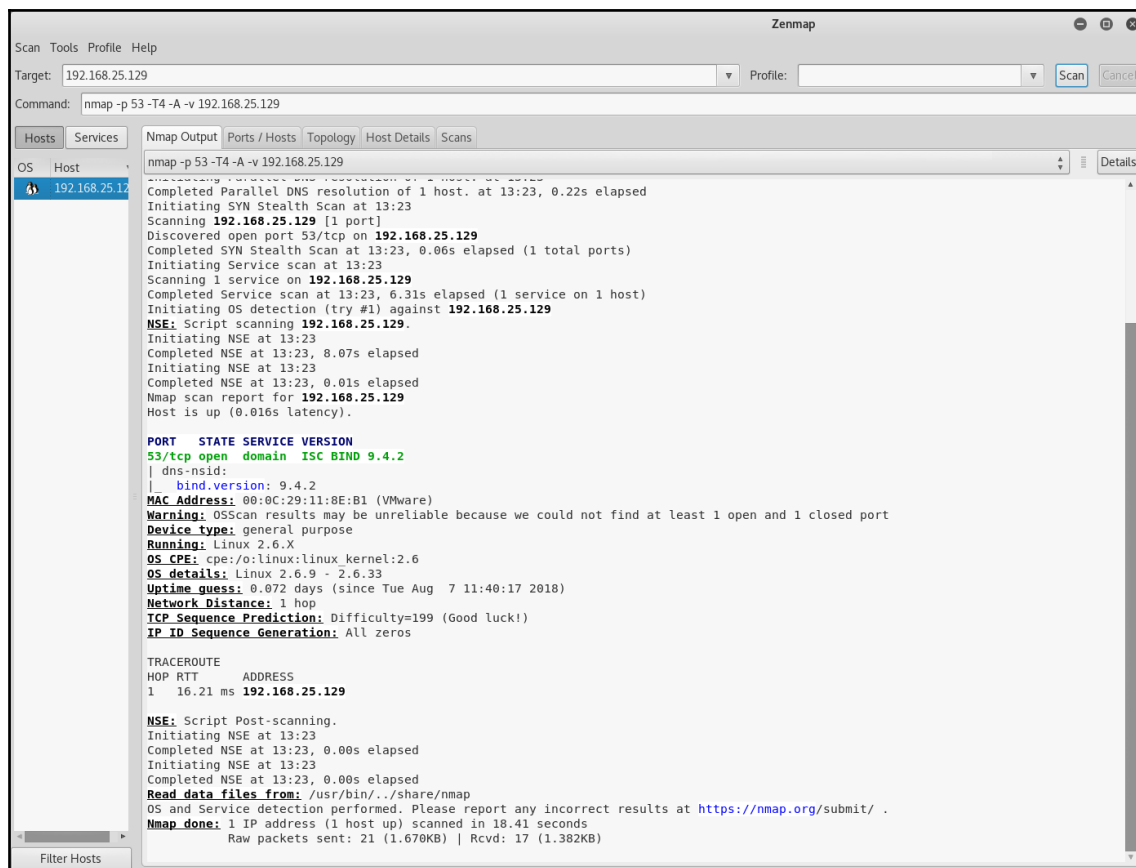 Zenmap
Scan Tools Profile Help
Target: 192.168.25.129 Profile: Scan Cancel
Command: nmap -p 53 -T4 -A -v 192.168.25.129
Hosts Services Nmap Output Ports / Hosts Topology Host Details Scans
OS Host nmap -p 53 -T4 -A -v 192.168.25.129 Details
192.168.25.12
Initiating Parallel DNS resolution of 1 host. at 13:23
Completed Parallel DNS resolution of 1 host. at 13:23, 0.22s elapsed
Initiating SYN Stealth Scan at 13:23
Scanning 192.168.25.129 [1 port]
Discovered open port 53/tcp on 192.168.25.129
Completed SYN Stealth Scan at 13:23, 0.06s elapsed (1 total ports)
Initiating Service scan at 13:23
Scanning 1 service on 192.168.25.129
Completed Service scan at 13:23, 6.31s elapsed (1 service on 1 host)
Initiating OS detection (try #1) against 192.168.25.129
NSE: Script scanning 192.168.25.129.
Initiating NSE at 13:23
Completed NSE at 13:23, 8.07s elapsed
Initiating NSE at 13:23
Completed NSE at 13:23, 0.01s elapsed
Nmap scan report for 192.168.25.129
Host is up (0.016s latency).
PORT STATE SERVICE VERSION
53/tcp open domain ISC BIND 9.4.2
| dns-nsid:
|_ bind.version: 9.4.2
MAC Address: 00:0C:29:11:8E:B1 (VMware)
Warning: OSScan results may be unreliable because we could not find at least 1 open and 1 closed port
Device type: general purpose
Running: Linux 2.6.X
OS CPE: cpe:/o:linux:linux_kernel:2.6
OS details: Linux 2.6.9 - 2.6.33
Uptime guess: 0.072 days (since Tue Aug 7 11:40:17 2018)
Network Distance: 1 hop
TCP Sequence Prediction: Difficulty=199 (Good luck!)
IP ID Sequence Generation: All zeros
TRACEROUTE
HOP RTT ADDRESS
1 16.21 ms 192.168.25.129
NSE: Script Post-scanning.
Initiating NSE at 13:23
Completed NSE at 13:23, 0.00s elapsed
Initiating NSE at 13:23
Completed NSE at 13:23, 0.00s elapsed
Read data files from: /usr/bin/../share/nmap
OS and Service detection performed. Please report any incorrect results at https://nmap.org/submit/ .
Nmap done: 1 IP address (1 host up) scanned in 18.41 seconds
Raw packets sent: 21 (1.670KB) | Rcvd: 17 (1.382KB)
Filter Hosts